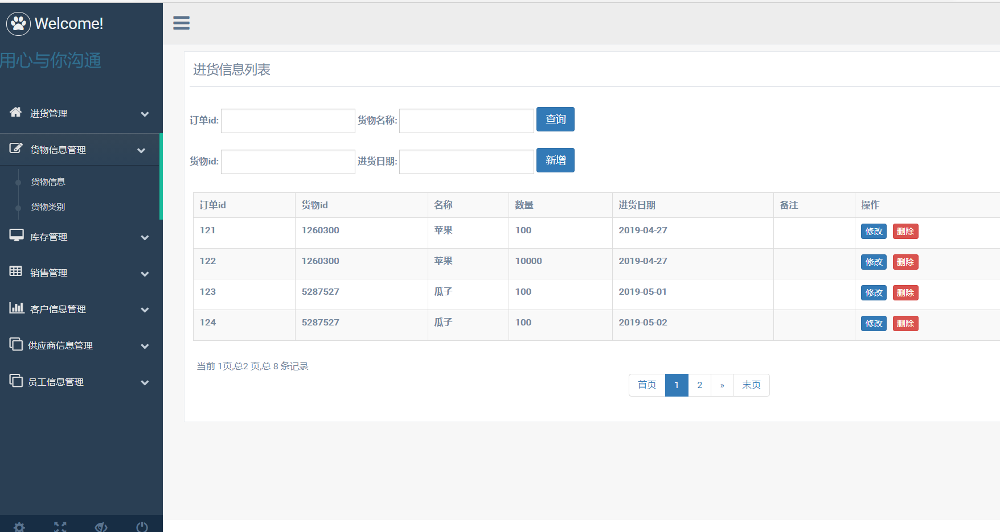 Welcome!
用心与你沟通
进货管理
货物信息管理
货物信息
货物类别
库存管理
销售管理
客户信息管理
供应商信息管理
员工信息管理
进货信息列表
订单id: 货物名称: 查询
货物id: 进货日期: 新增
订单id 货物id 名称 数量 进货日期 备注 操作
121 1260300 苹果 100 2019-04-27 修改 删除
122 1260300 苹果 10000 2019-04-27 修改 删除
123 5287527 瓜子 100 2019-05-01 修改 删除
124 5287527 瓜子 100 2019-05-02 修改 删除
当前 1页,总2 页,总 8 条记录
首页 1 2 » 末页